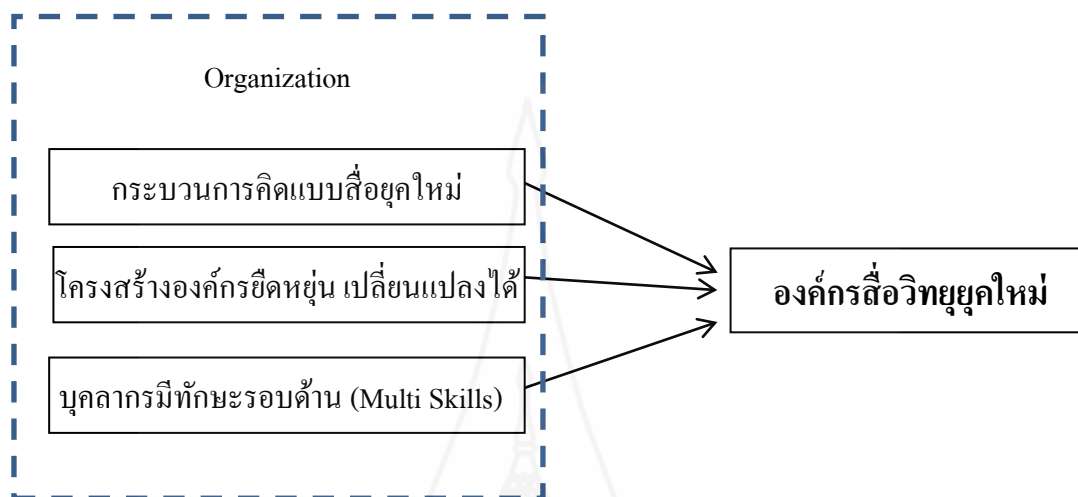 Organization
กระบวนการคิดแบบสื่อยุคใหม่
โครงสร้างองค์กรยืดหยุ่น เปลี่ยนแปลงได้
บุคลากรมีทักษะรอบด้าน (Multi Skills)
องค์กรสื่อวิทยุยุคใหม่